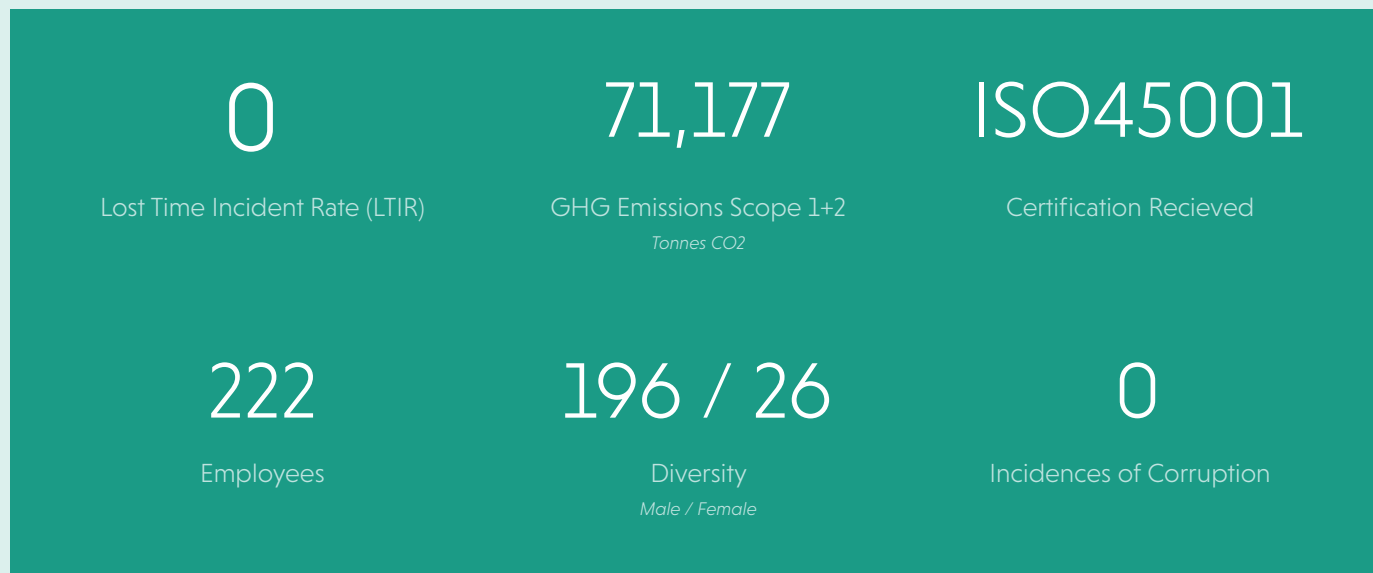 0
71,177
ISO45001
Lost Time Incident Rate (LTIR)
GHG Emissions Scope 1+2
Certification Recieved
Tonnes CO2
222
196 / 26
0
Employees
Diversity
Incidences of Corruption
Male / Female